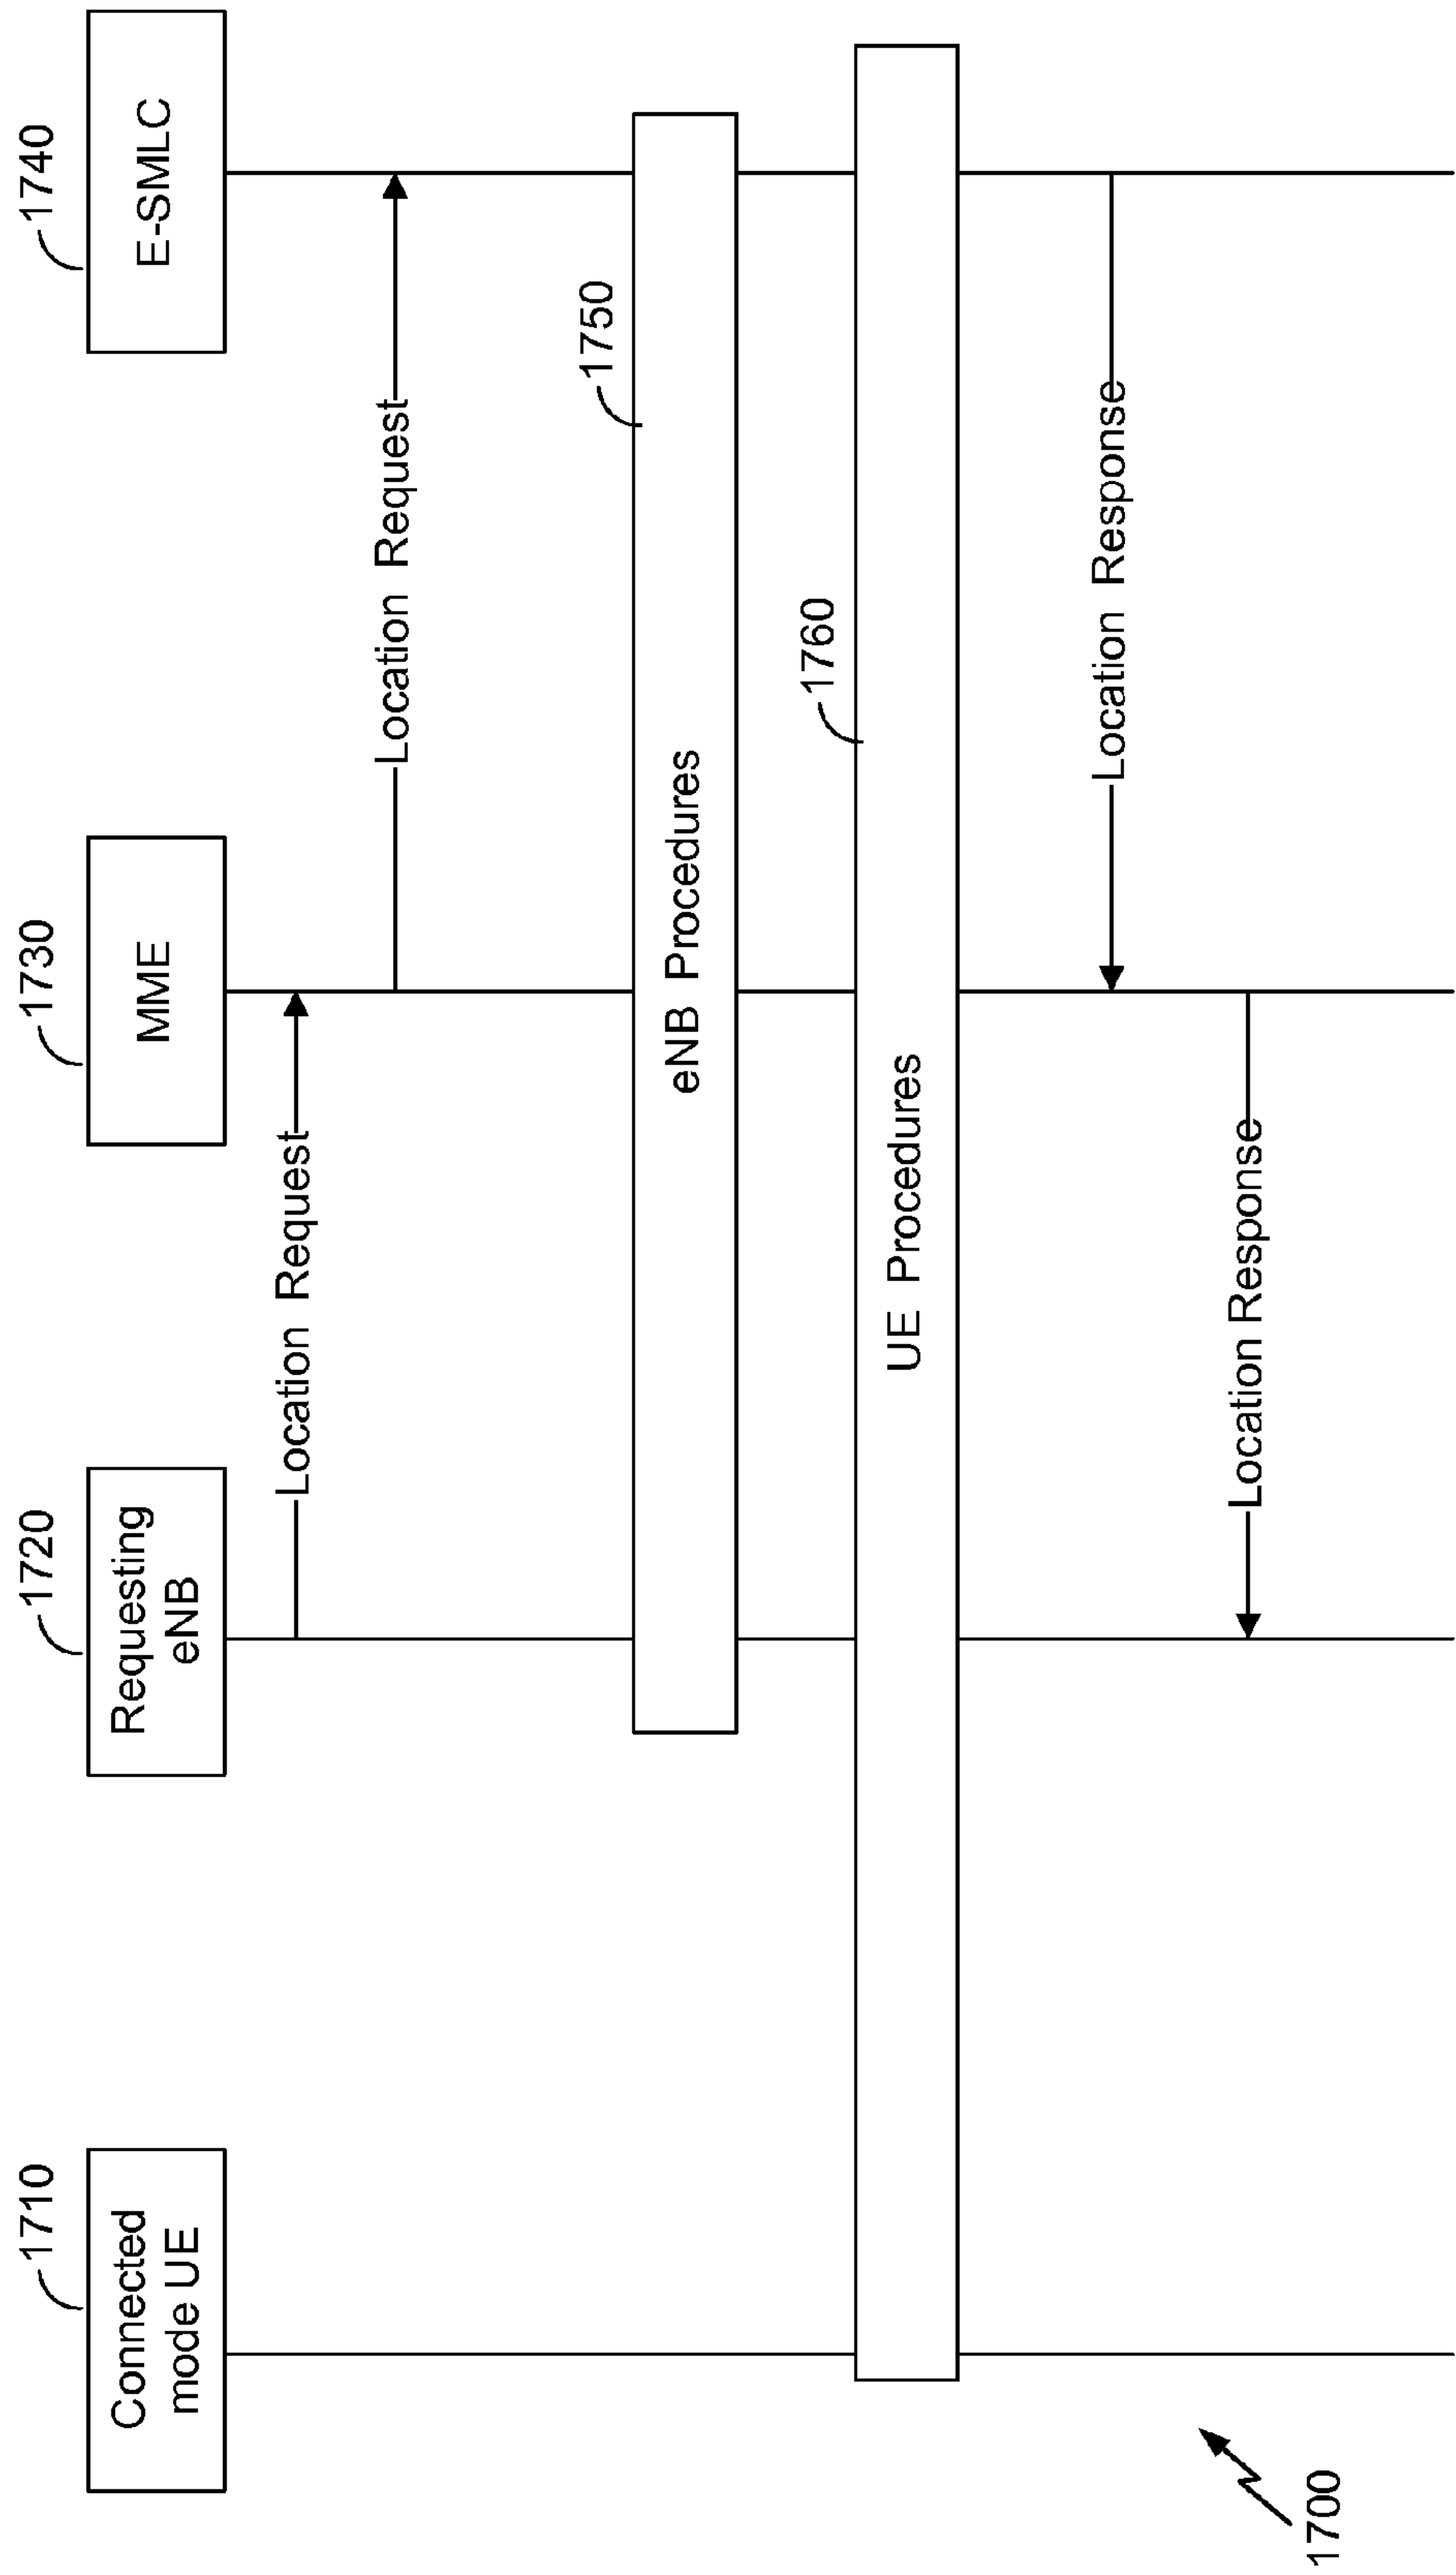 1710
1720
1730
1740
Connected
mode UE
Requesting
eNB
MME
E-SMLC
Location Request
Location Request
1750
eNB Procedures
1760
UE Procedures
Location Response
Location Response
1700